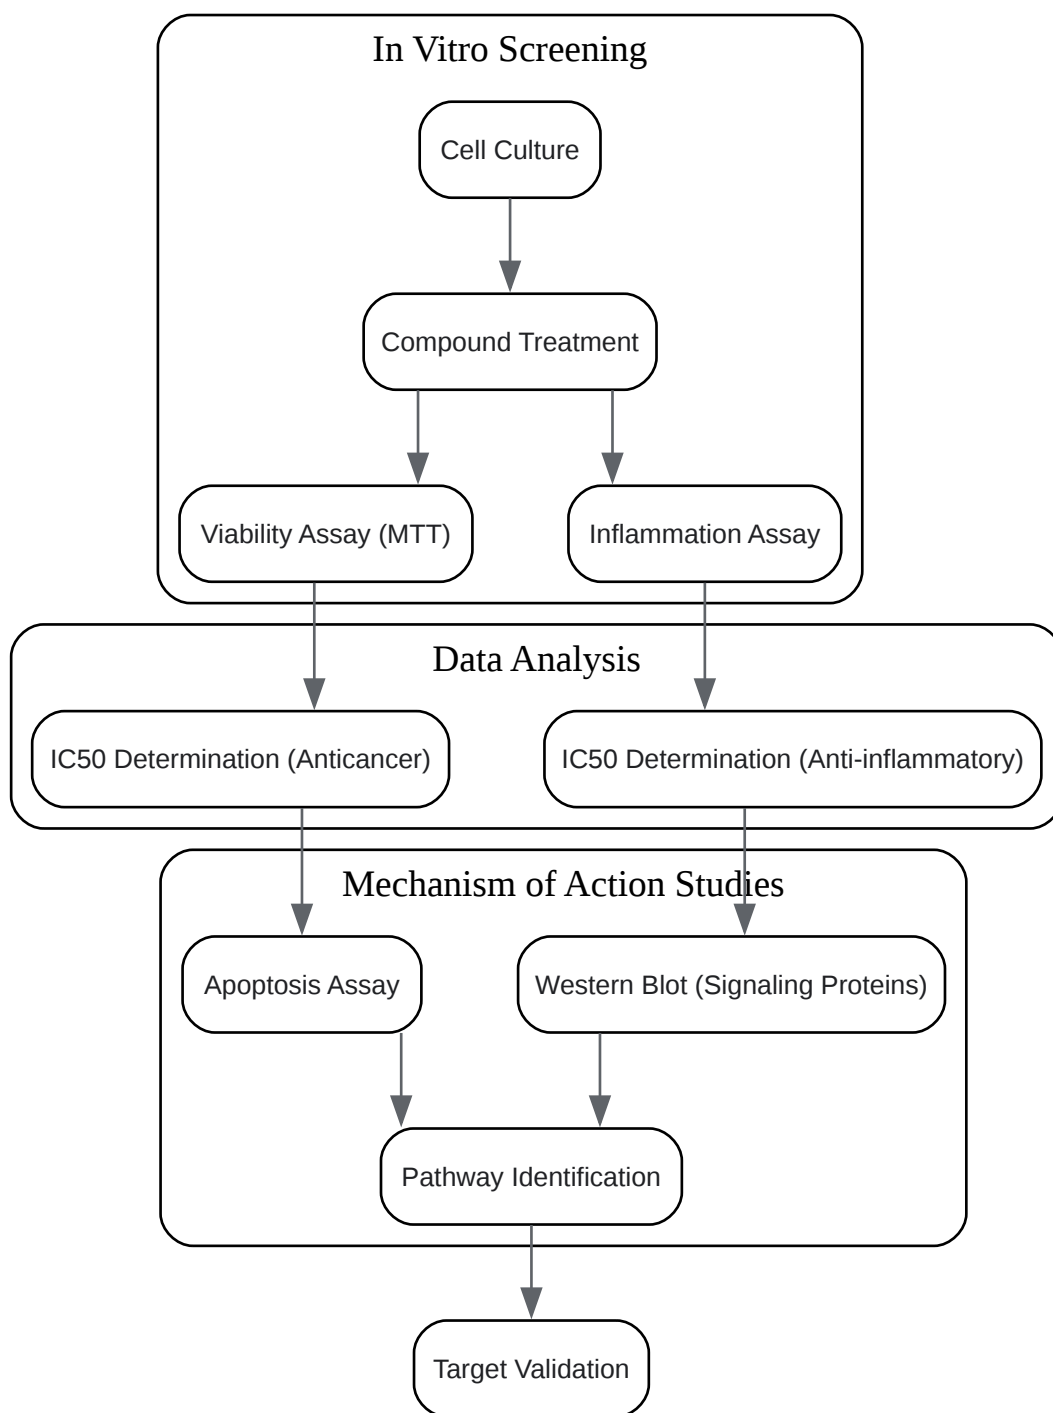 In Vitro Screening
Cell Culture
Compound Treatment
Viability Assay (MTT)
Inflammation Assay
Data Analysis
IC50 Determination (Anticancer)
IC50 Determination (Anti-inflammatory)
Mechanism of Action Studies
Apoptosis Assay
Western Blot (Signaling Proteins)
Pathway Identification
Target Validation